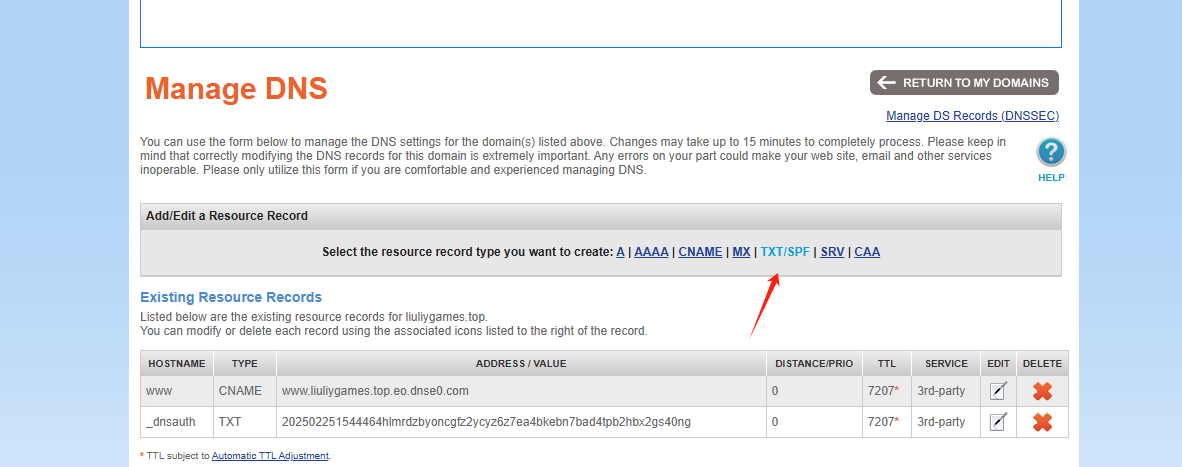 Manage DNS
RETURN TO MY DOMAINS
Manage DS Records (DNSSEC)
You can use the form below to manage the DNS settings for the domain(s) listed above. Changes may take up to 15 minutes to completely process. Please keep in
mind that correctly modifying the DNS records for this domain is extremely important. Any errors on your part could make your web site, email and other services
inoperable. Please only utilize this form if you are comfortable and experienced managing DNS.
?
HELP
Add/Edit a Resource Record
Select the resource record type you want to create: A | AAAA | CNAME | MX | TXT/SPF | SRV | CAA
Existing Resource Records
Listed below are the existing resource records for liuliygames.top.
You can modify or delete each record using the associated icons listed to the right of the record.
HOSTNAME TYPE ADDRESS / VALUE DISTANCE/PRIO TTL SERVICE EDIT DELETE
www CNAME www.liuliygames.top.eo.dnse0.com 0 7207* 3rd-party
_dnsauth TXT 202502251544464hlmrdzbyoncgfz2ycyz6z7ea4bkebn7bad4tpb2hbx2gs40ng 0 7207* 3rd-party
* TTL subject to Automatic TTL Adjustment.